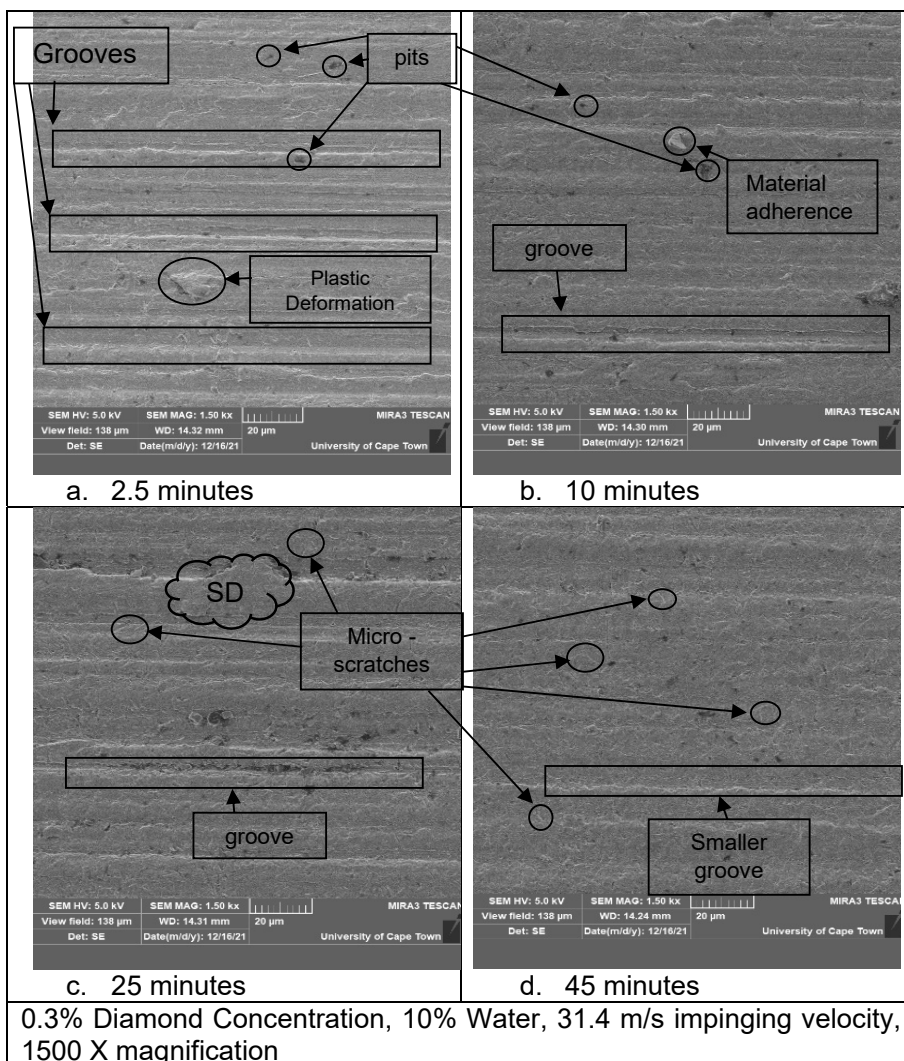 Grooves
pits
Plastic
Deformation
SEM HV: 5.0 kV SEM MAG: 1.50 kx MIRA3 TESCAN
View field: 138 µm WD: 14.32 mm 20 µm
Det: SE Date(m/d/y): 12/16/21 University of Cape Town
a. 2.5 minutes
Material
adherence
groove
SEM HV: 5.0 kV SEM MAG: 1.50 kx MIRA3 TESCAN
View field: 138 µm WD: 14.30 mm 20 µm
Det: SE Date(m/d/y): 12/16/21 University of Cape Town
b. 10 minutes
SD
Micro -
scratches
groove
SEM HV: 5.0 kV SEM MAG: 1.50 kx MIRA3 TESCAN
View field: 138 µm WD: 14.31 mm 20 µm
Det: SE Date(m/d/y): 12/16/21 University of Cape Town
c. 25 minutes
Smaller
groove
SEM HV: 5.0 kV SEM MAG: 1.50 kx MIRA3 TESCAN
View field: 138 µm WD: 14.24 mm 20 µm
Det: SE Date(m/d/y): 12/16/21 University of Cape Town
d. 45 minutes
0.3% Diamond Concentration, 10% Water, 31.4 m/s impinging velocity,
1500 X magnification